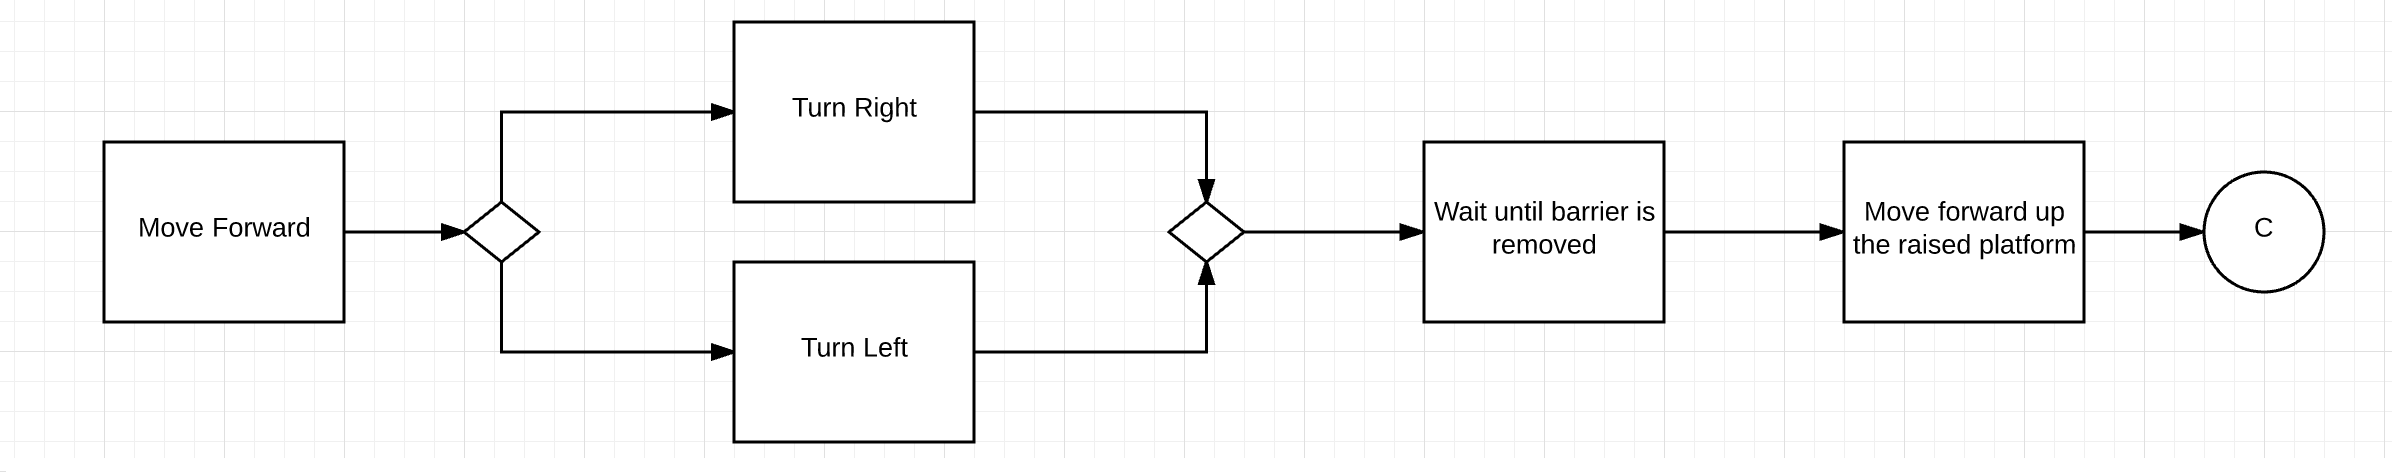 Move Forward
Turn Right
Turn Left
Wait until barrier is
removed
Move forward up
the raised platform
C